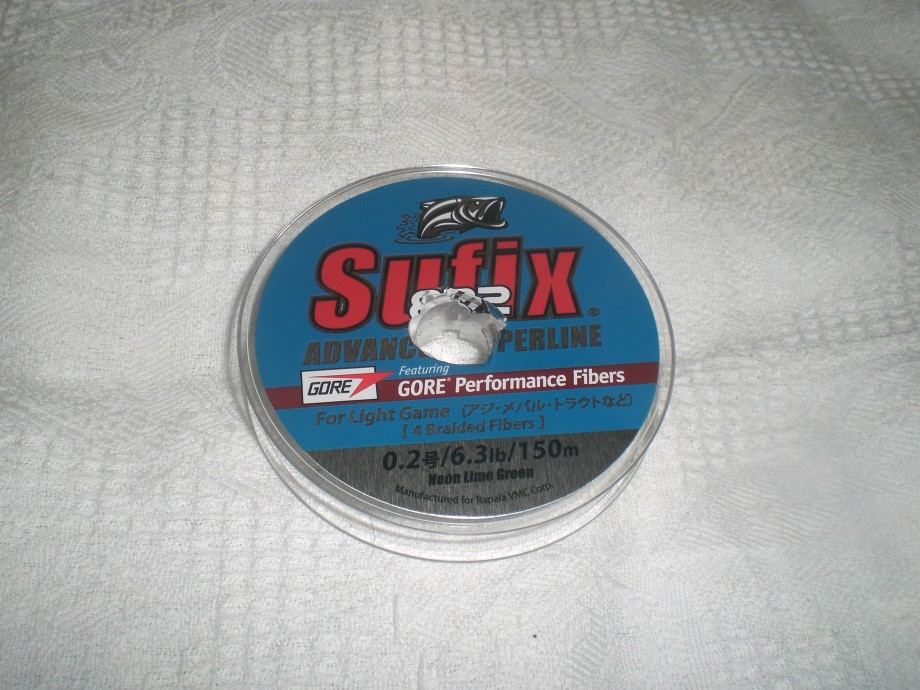 Sufix®
GORE
Featuring
GORE® Performance Fibers
For Light Game (アジ・メバル・トラウトなど)
[ 4 Braided Fibers ]
0.2号/6.3lb/150m
Neon Lime Green
Manufactured for Rapala VMC Corp.